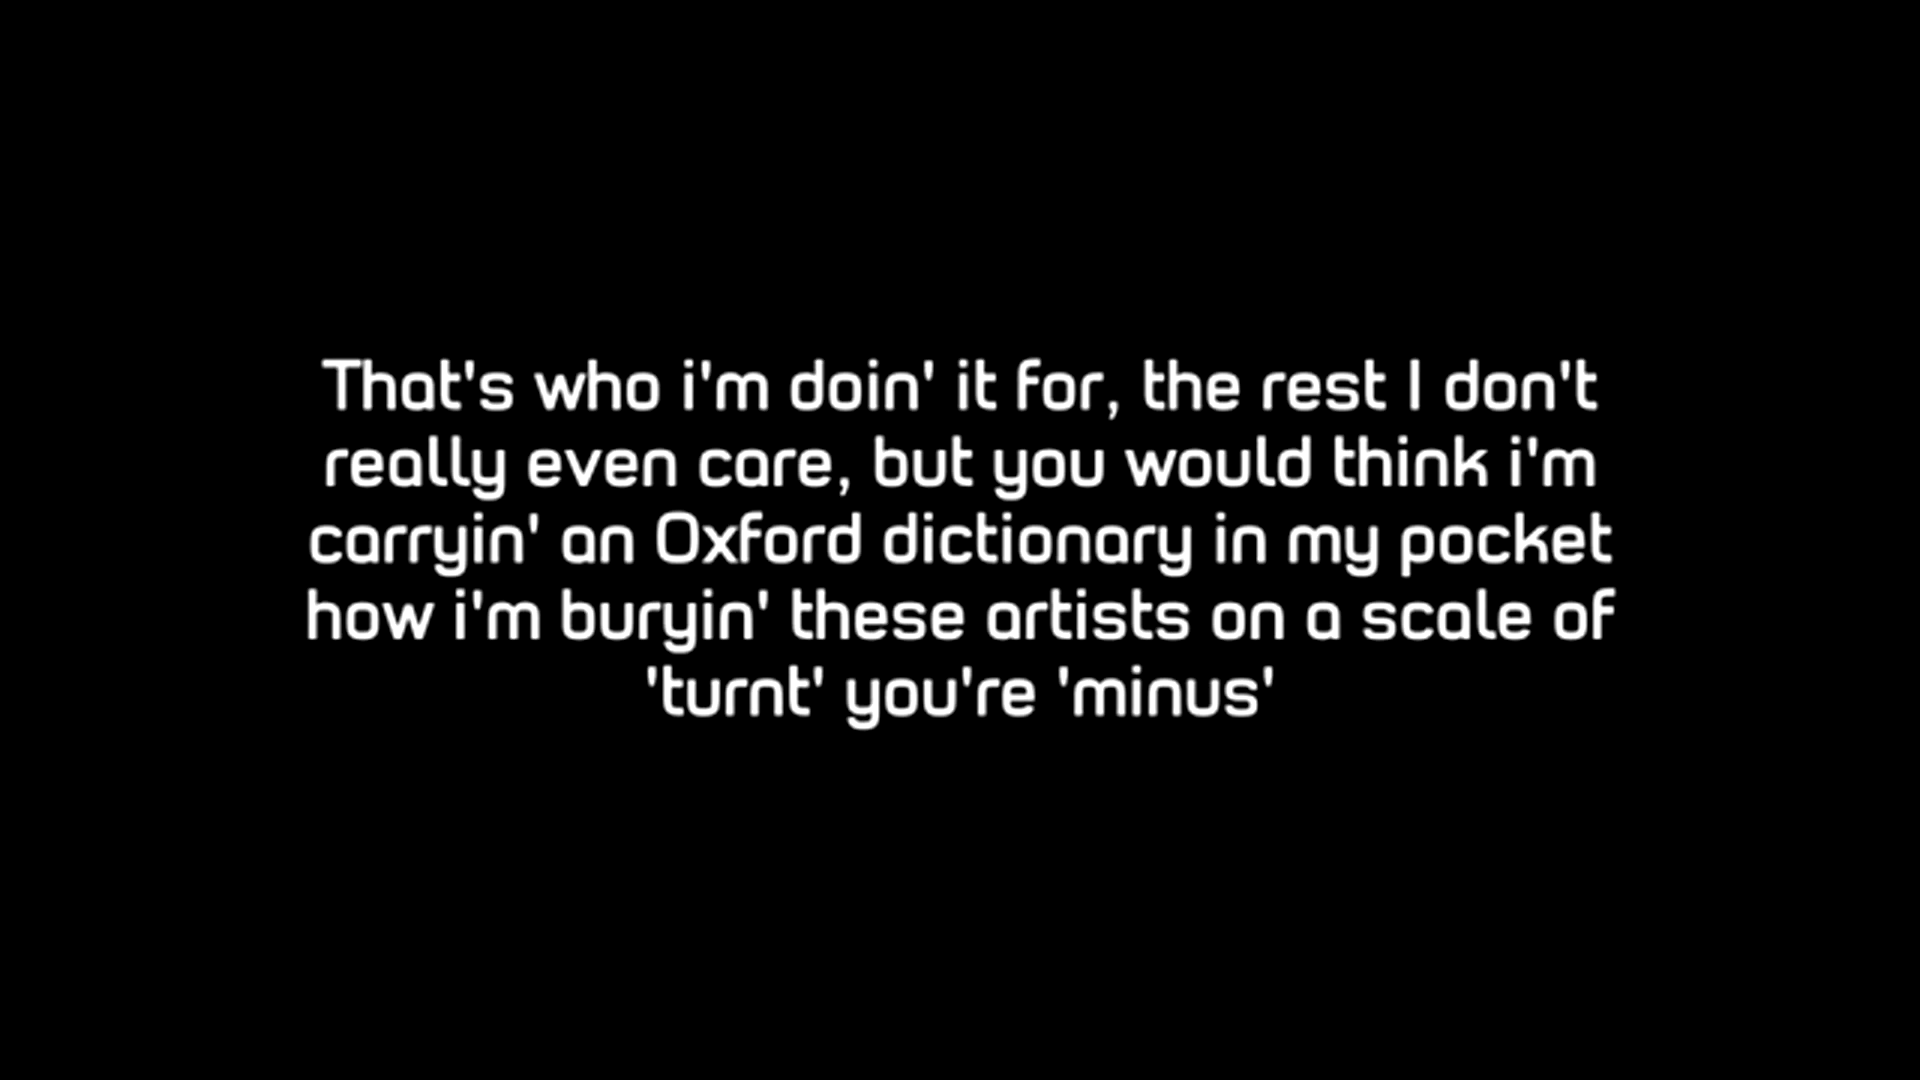 That's who i'm doin' it for, the rest I don't
really even care, but you would think i'm
carryin' an Oxford dictionary in my pocket
how i'm buryin' these artists on a scale of
'turnt' you're 'minus'